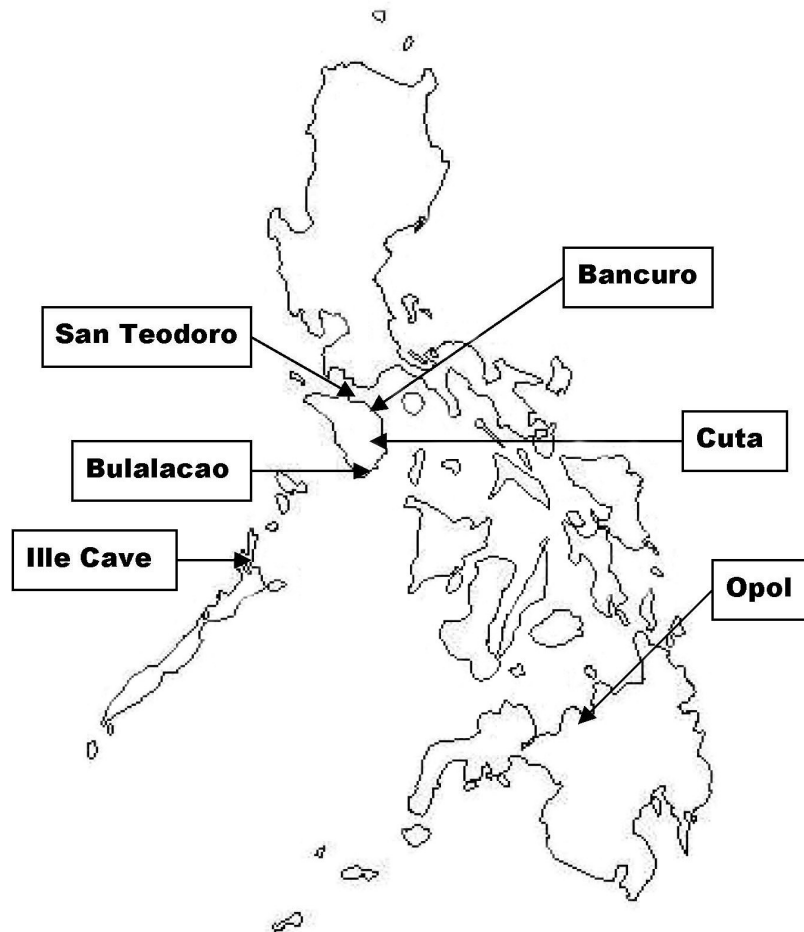 Bancuro
San Teodoro
Cuta
Bulalacao
Ille Cave
Opol